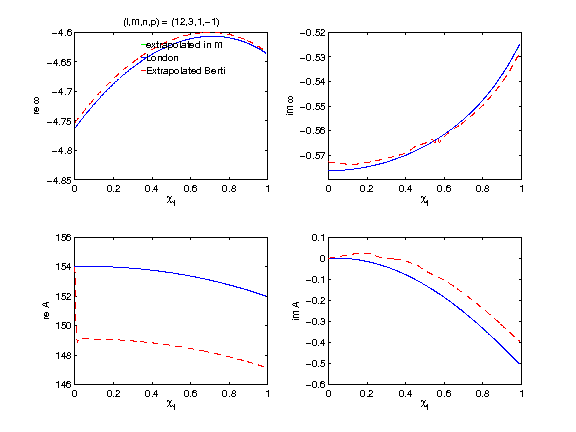 (l,m,n,p) = (12,3,1,−1)
−4.6
−4.65
−4.7
−4.75
−4.8
−4.85
re ω
0 0.2 0.4 0.6 0.8 1
χf
extrapolated in m
London
Extrapolated Berti
−0.52
−0.53
−0.54
−0.55
−0.56
−0.57
im ω
0 0.2 0.4 0.6 0.8 1
χf
156
154
152
150
148
146
re A
0 0.2 0.4 0.6 0.8 1
χf
0.1
0
−0.1
−0.2
−0.3
−0.4
−0.5
−0.6
im A
0 0.2 0.4 0.6 0.8 1
χf